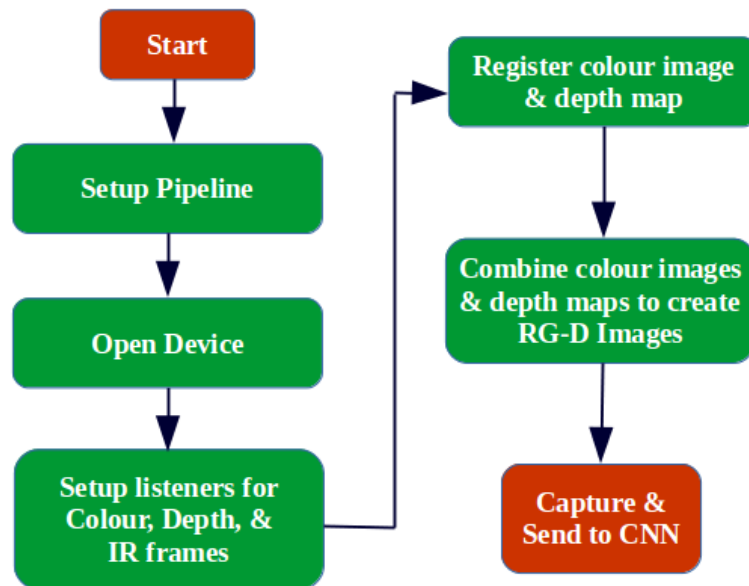 Start
Setup Pipeline
Open Device
Setup listeners for
Colour, Depth, &
IR frames
Register colour image
& depth map
Combine colour images
& depth maps to create
RG-D Images
Capture &
Send to CNN